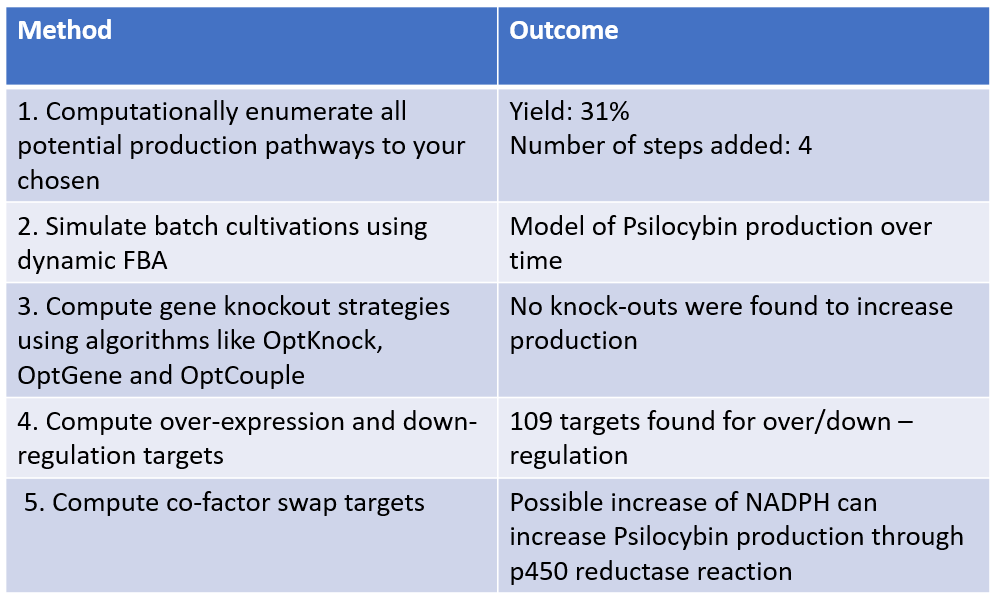 Method
Outcome
1. Computationally enumerate all
potential production pathways to your
chosen
Yield: 31%
Number of steps added: 4
2. Simulate batch cultivations using
dynamic FBA
Model of Psilocybin production over
time
3. Compute gene knockout strategies
using algorithms like OptKnock,
OptGene and OptCouple
No knock-outs were found to increase
production
4. Compute over-expression and down-
regulation targets
109 targets found for over/down –
regulation
5. Compute co-factor swap targets
Possible increase of NADPH can
increase Psilocybin production through
p450 reductase reaction